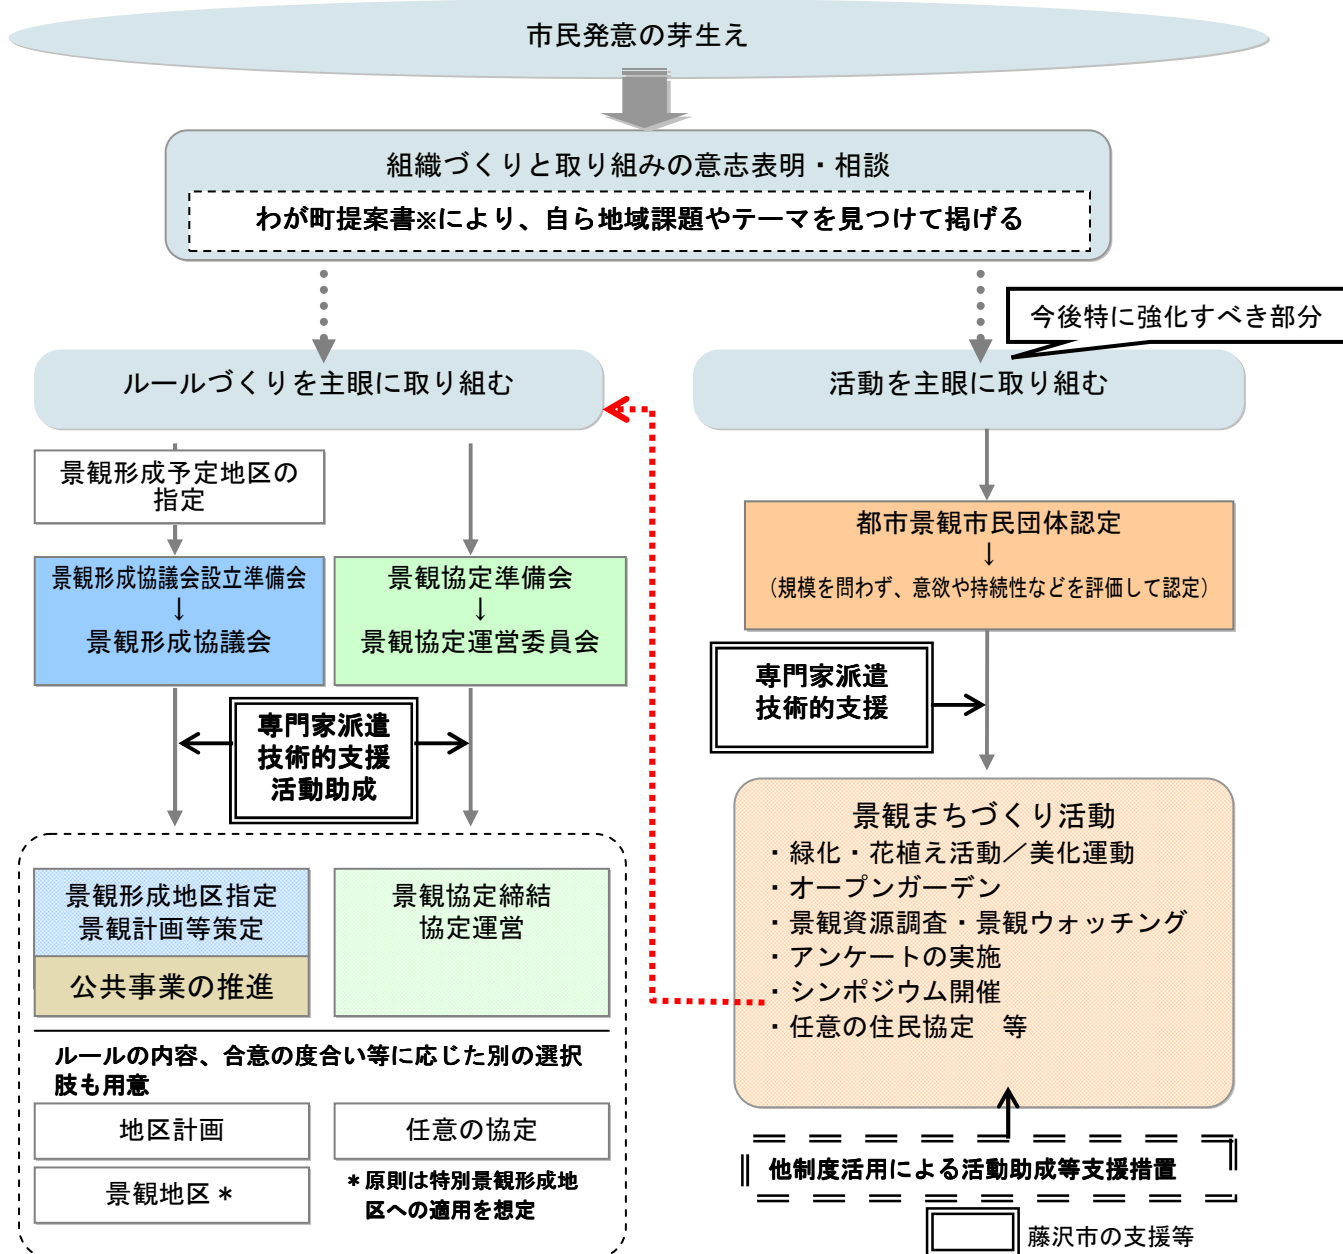 市民発意の芽生え
組織づくりと取り組みの意志表明・相談
わが町提案書※により、自ら地域課題やテーマを見つけて掲げる
今後特に強化すべき部分
ルールづくりを主眼に取り組む
活動を主眼に取り組む
景観形成予定地区の
指定
景観形成協議会設立準備会
↓
景観形成協議会
景観協定準備会
↓
景観協定運営委員会
都市景観市民団体認定
↓
（規模を問わず、意欲や持続性などを評価して認定）
専門家派遣
技術的支援
活動助成
専門家派遣
技術的支援
景観形成地区指定
景観計画等策定
公共事業の推進
景観協定締結
協定運営
ルールの内容、合意の度合い等に応じた別の選択
肢も用意
地区計画
任意の協定
景観地区＊
＊原則は特別景観形成地
区への適用を想定
景観まちづくり活動
・緑化・花植え活動／美化運動
・オープンガーデン
・景観資源調査・景観ウォッチング
・アンケートの実施
・シンポジウム開催
・任意の住民協定　等
他制度活用による活動助成等支援措置
藤沢市の支援等